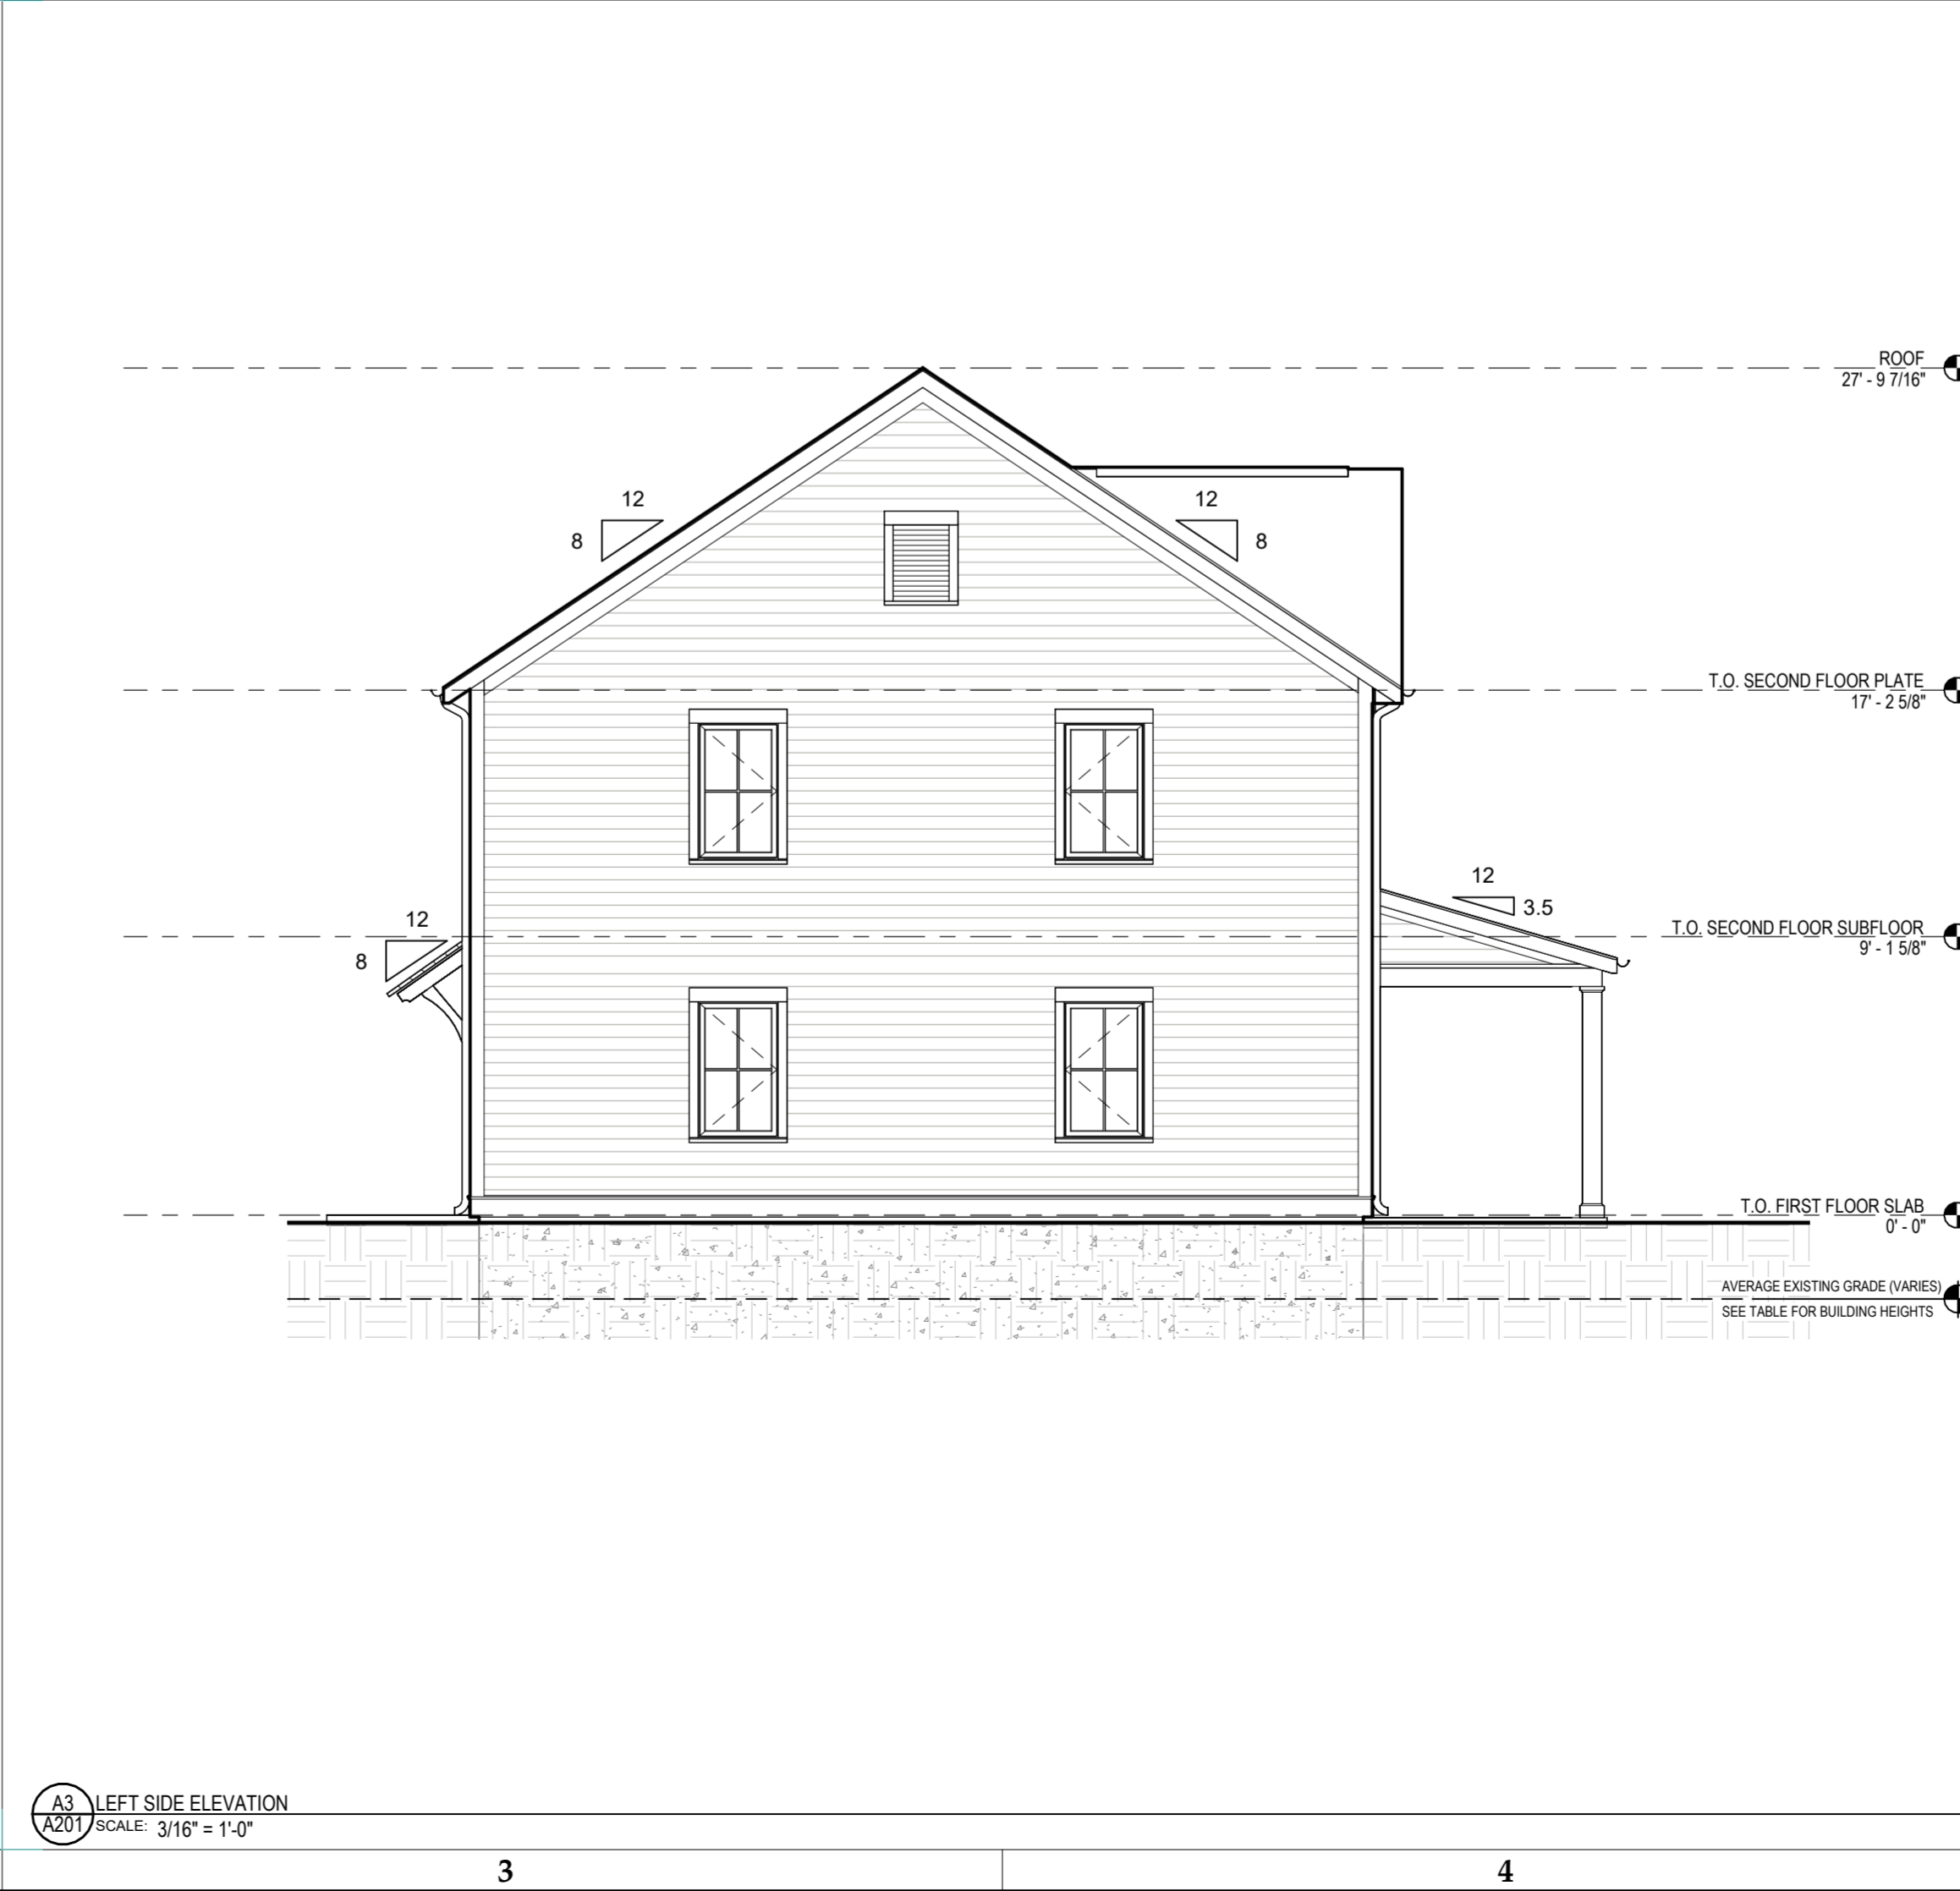 ROOF
27' - 9 7/16"
12
8
12
8
T.O. SECOND FLOOR PLATE
17' - 2 5/8"
12
3.5
12
8
T.O. SECOND FLOOR SUBFLOOR
9' - 1 5/8"
T.O. FIRST FLOOR SLAB
0' - 0"
AVERAGE EXISTING GRADE (VARIES)
SEE TABLE FOR BUILDING HEIGHTS
A3
A201
LEFT SIDE ELEVATION
SCALE: 3/16" = 1'-0"
3
4